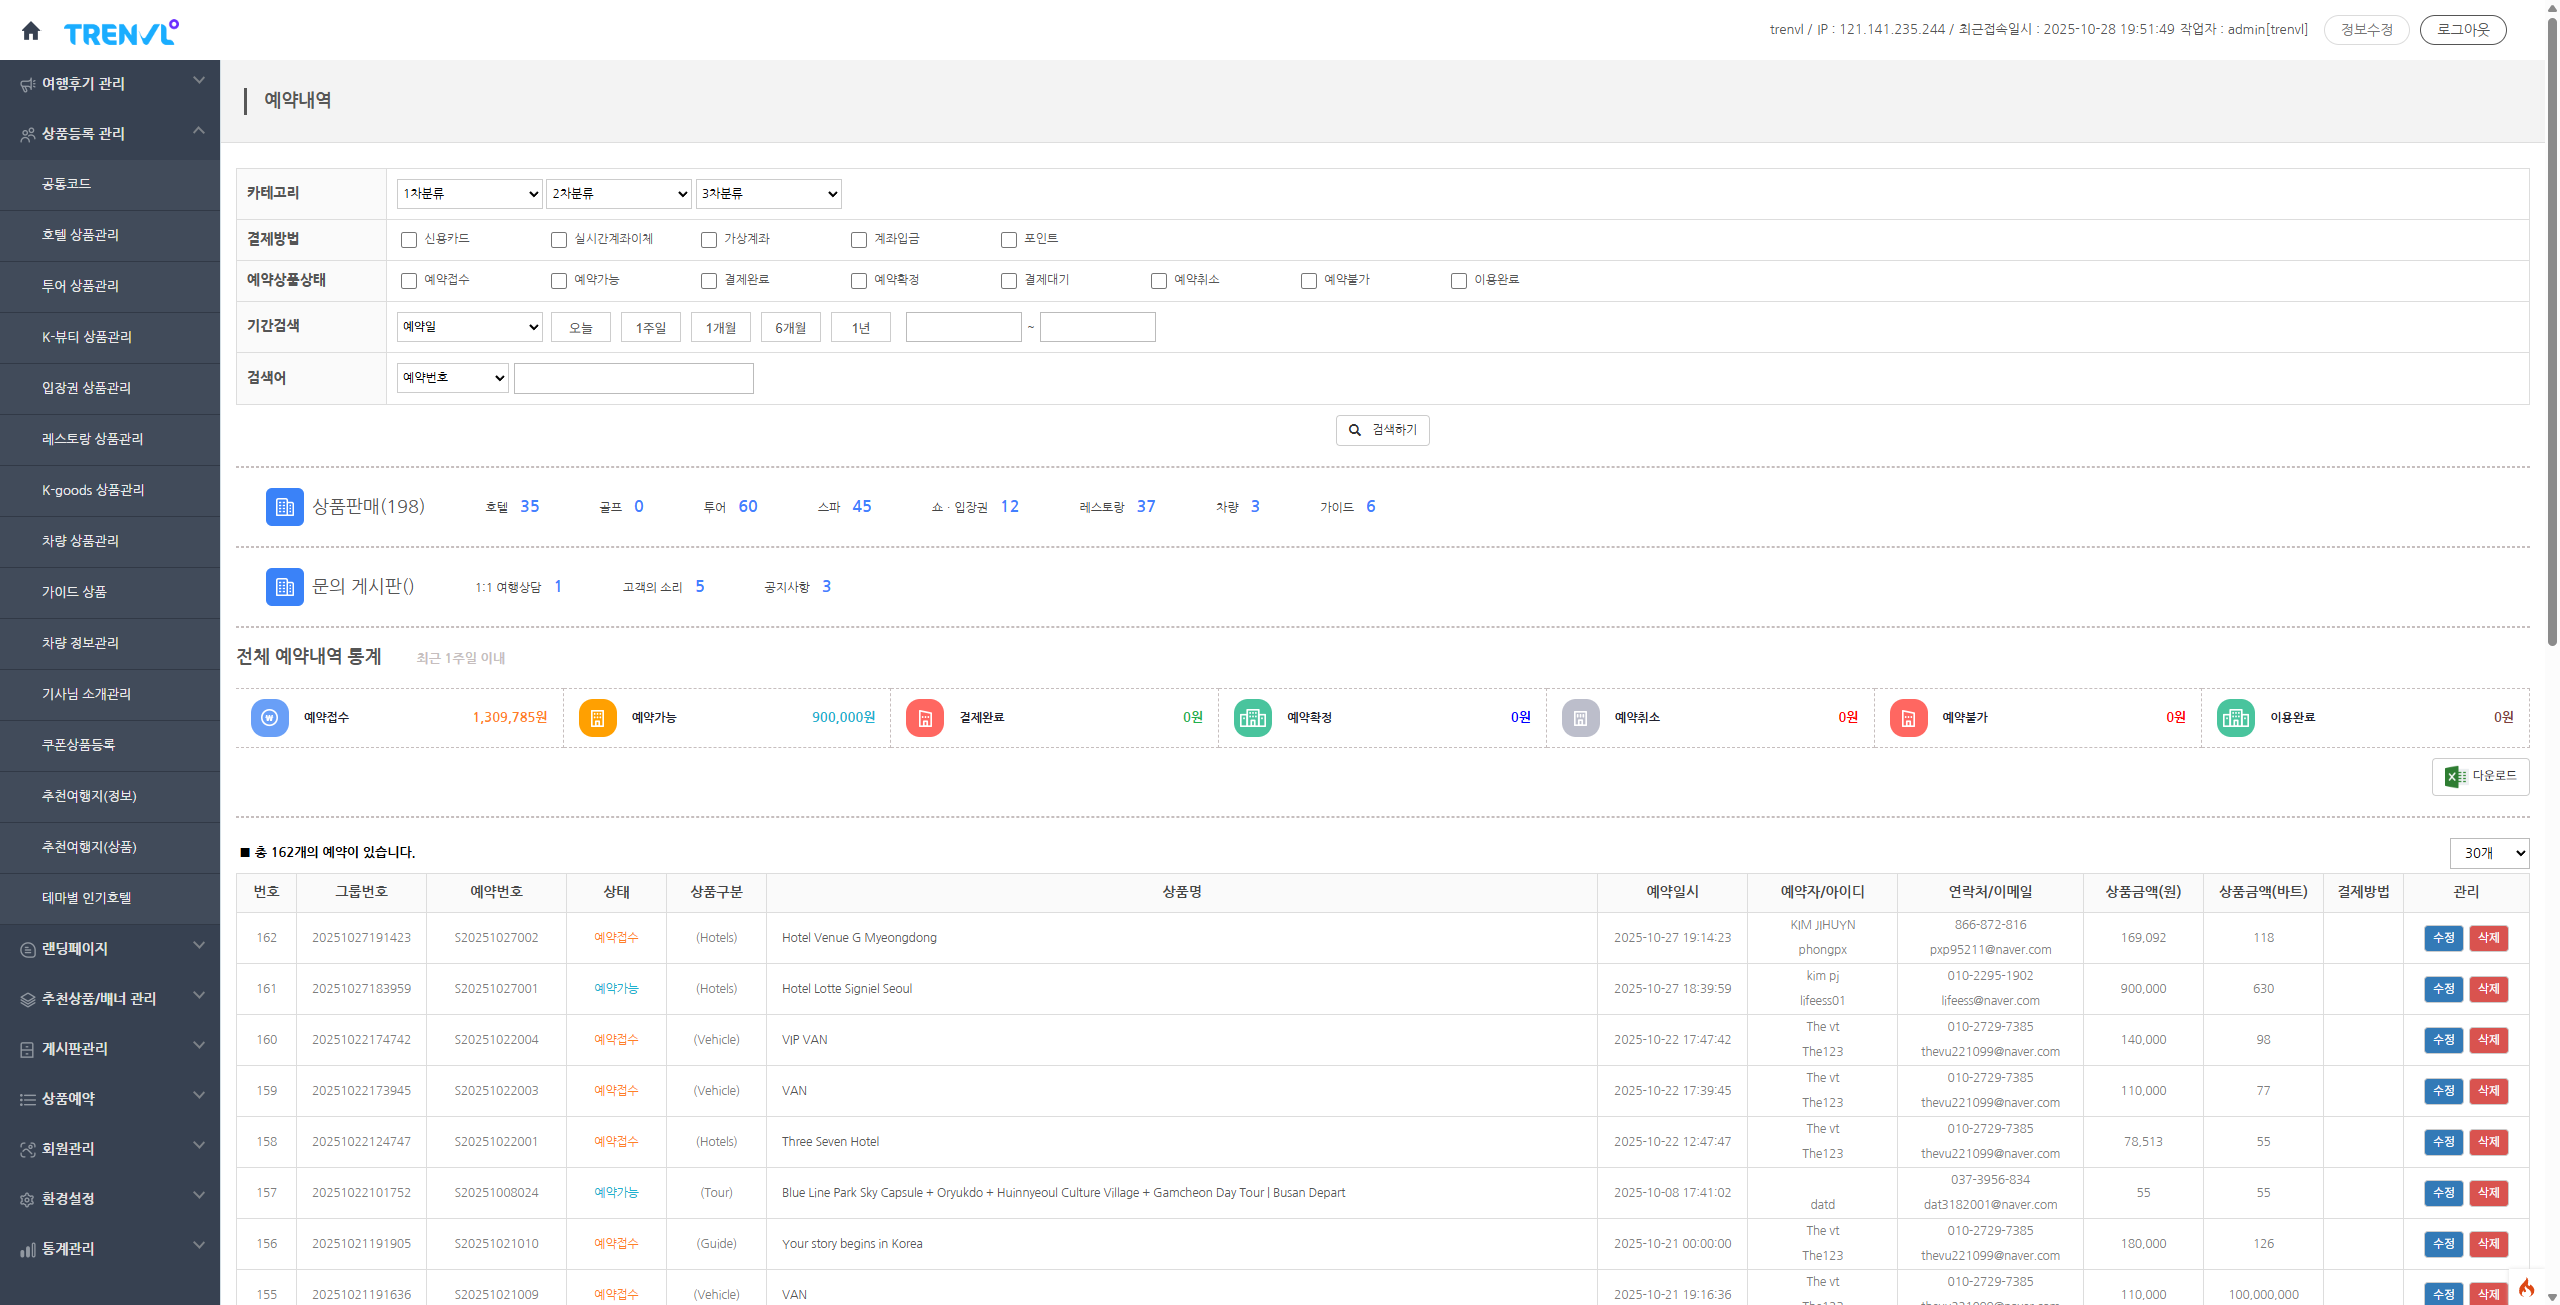 TRENVL
trenvl / IP : 121.141.235.244 / 최근접속일시 : 2025-10-28 19:51:49 작업자 : admin[trenvl]
정보수정
로그아웃
여행후기 관리
상품등록 관리
공통코드
호텔 상품관리
투어 상품관리
K-뷰티 상품관리
입장권 상품관리
레스토랑 상품관리
K-goods 상품관리
차량 상품관리
가이드 상품
차량 정보관리
기사님 소개관리
쿠폰상품등록
추천여행지(정보)
추천여행지(상품)
테마별 인기호텔
랜딩페이지
추천상품/배너 관리
게시판관리
상품예약
회원관리
환경설정
통계관리
예약내역
카테고리 1차분류 2차분류 3차분류
결제방법 신용카드 실시간계좌이체 가상계좌 계좌입금 포인트
예약상품상태 예약접수 예약가능 결제완료 예약확정 결제대기 예약취소 예약불가 이용완료
기간검색 예약일 오늘 1주일 1개월 6개월 1년 ~
검색어 예약번호
검색하기
상품판매(198) 호텔 35 골프 0 투어 60 스파 45 쇼 · 입장권 12 레스토랑 37 차량 3 가이드 6
문의 게시판() 1:1 여행상담 1 고객의 소리 5 공지사항 3
전체 예약내역 통계 최근 1주일 이내
예약접수 1,309,785원 예약가능 900,000원 결제완료 0원 예약확정 0원 예약취소 0원 예약불가 0원 이용완료 0원
다운로드
■ 총 162개의 예약이 있습니다.
30개
번호 그룹번호 예약번호 상태 상품구분 상품명 예약일시 예약자/아이디 연락처/이메일 상품금액(원) 상품금액(바트) 결제방법 관리
162 20251027191423 S20251027002 예약접수 (Hotels) Hotel Venue G Myeongdong 2025-10-27 19:14:23 KIM JIHUYN phongpx 866-872-816 pxp95211@naver.com 169,092 118 수정 삭제
161 20251027183959 S20251027001 예약가능 (Hotels) Hotel Lotte Signiel Seoul 2025-10-27 18:39:59 kim pj lifeess01 010-2295-1902 lifeess@naver.com 900,000 630 수정 삭제
160 20251022174742 S20251022004 예약접수 (Vehicle) VIP VAN 2025-10-22 17:47:42 The vt The123 010-2729-7385 thevu221099@naver.com 140,000 98 수정 삭제
159 20251022173945 S20251022003 예약접수 (Vehicle) VAN 2025-10-22 17:39:45 The vt The123 010-2729-7385 thevu221099@naver.com 110,000 77 수정 삭제
158 20251022124747 S20251022001 예약접수 (Hotels) Three Seven Hotel 2025-10-22 12:47:47 The vt The123 010-2729-7385 thevu221099@naver.com 78,513 55 수정 삭제
157 20251022101752 S20251008024 예약가능 (Tour) Blue Line Park Sky Capsule + Oryukdo + Huinnyeoul Culture Village + Gamcheon Day Tour | Busan Depart 2025-10-08 17:41:02 datd 037-3956-834 dat3182001@naver.com 55 55 수정 삭제
156 20251021191905 S20251021010 예약접수 (Guide) Your story begins in Korea 2025-10-21 00:00:00 The vt The123 010-2729-7385 thevu221099@naver.com 180,000 126 수정 삭제
155 20251021191636 S20251021009 예약접수 (Vehicle) VAN 2025-10-21 19:16:36 The vt The123 010-2729-7385 thevu221099@naver.com 110,000 100,000,000 수정 삭제